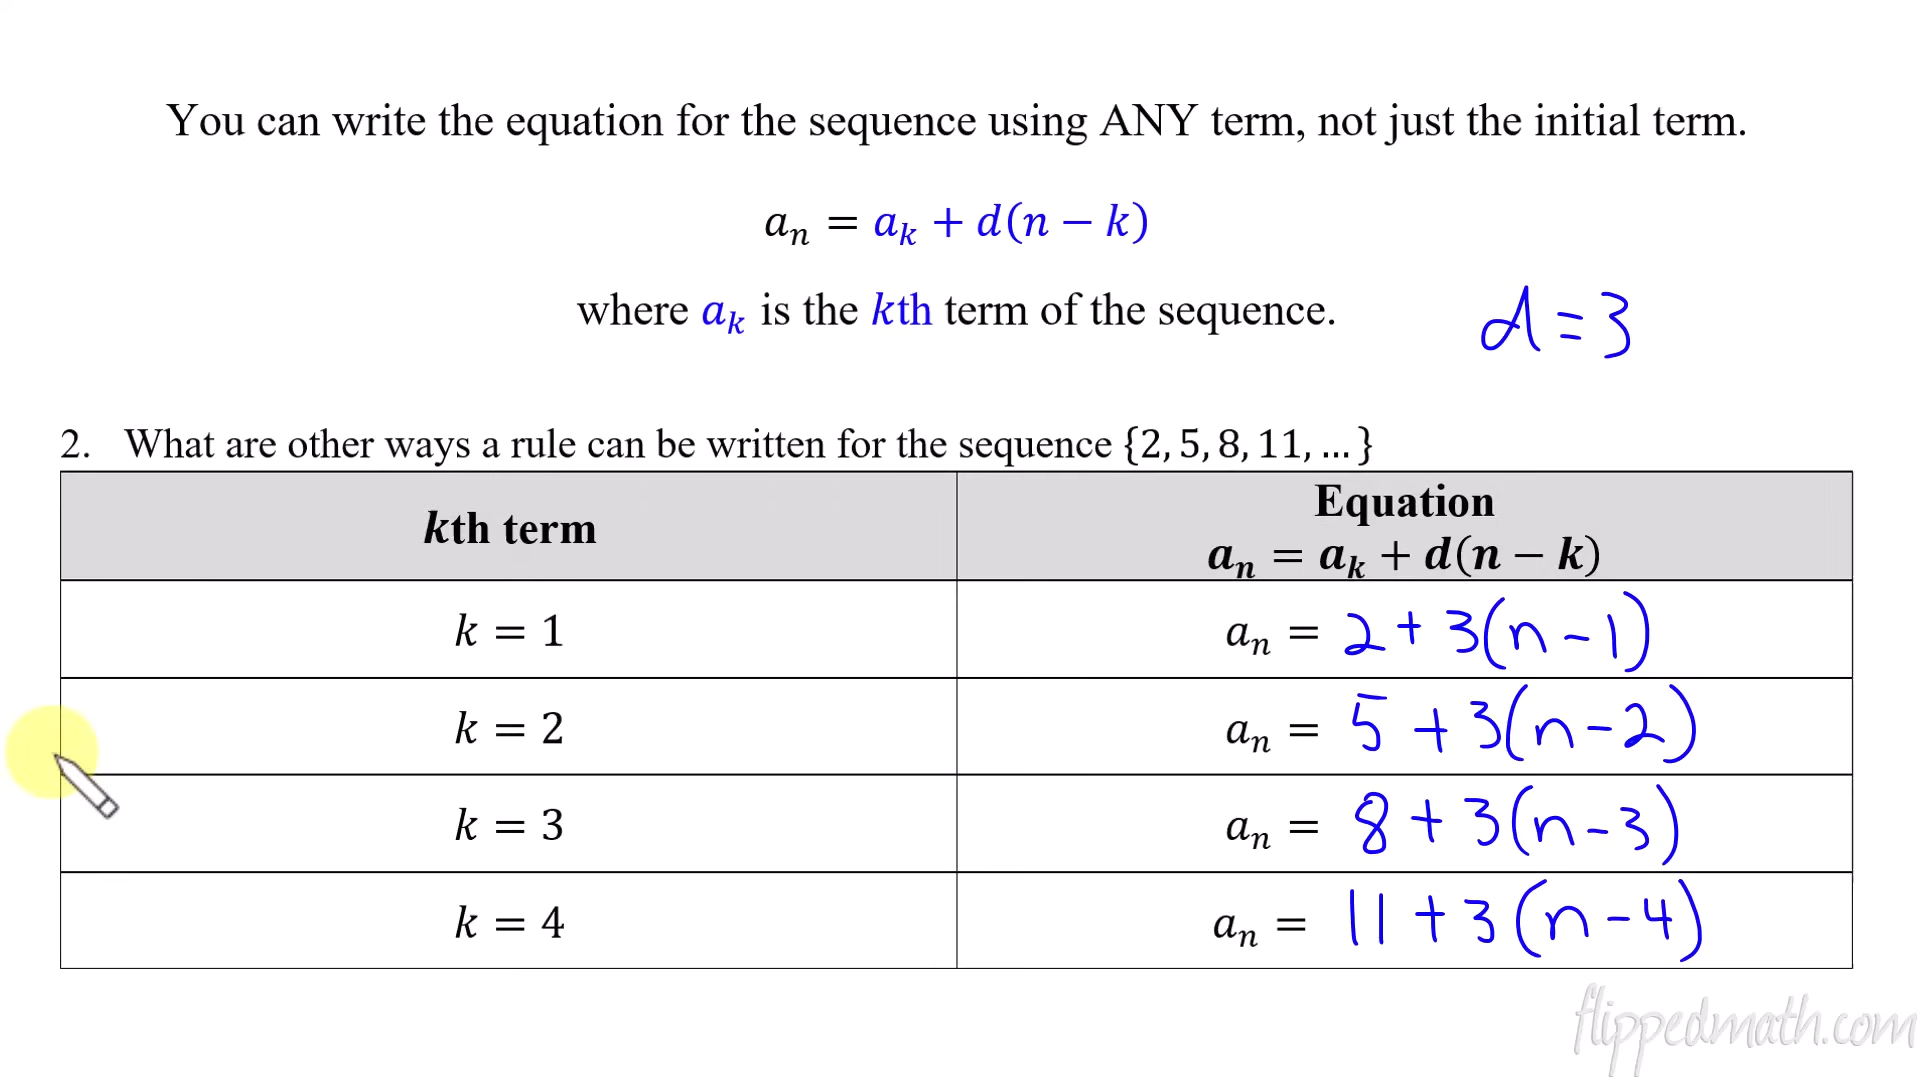 You can write the equation for the sequence using ANY term, not just the initial term.
aₙ = aₖ + d(n − k)
where aₖ is the kth term of the sequence.
d = 3
2. What are other ways a rule can be written for the sequence {2, 5, 8, 11, … }
kth term
Equation
aₙ = aₖ + d(n − k)
k = 1
aₙ = 2 + 3(n − 1)
k = 2
aₙ = 5 + 3(n − 2)
k = 3
aₙ = 8 + 3(n − 3)
k = 4
aₙ = 11 + 3(n − 4)
flippedmath.com